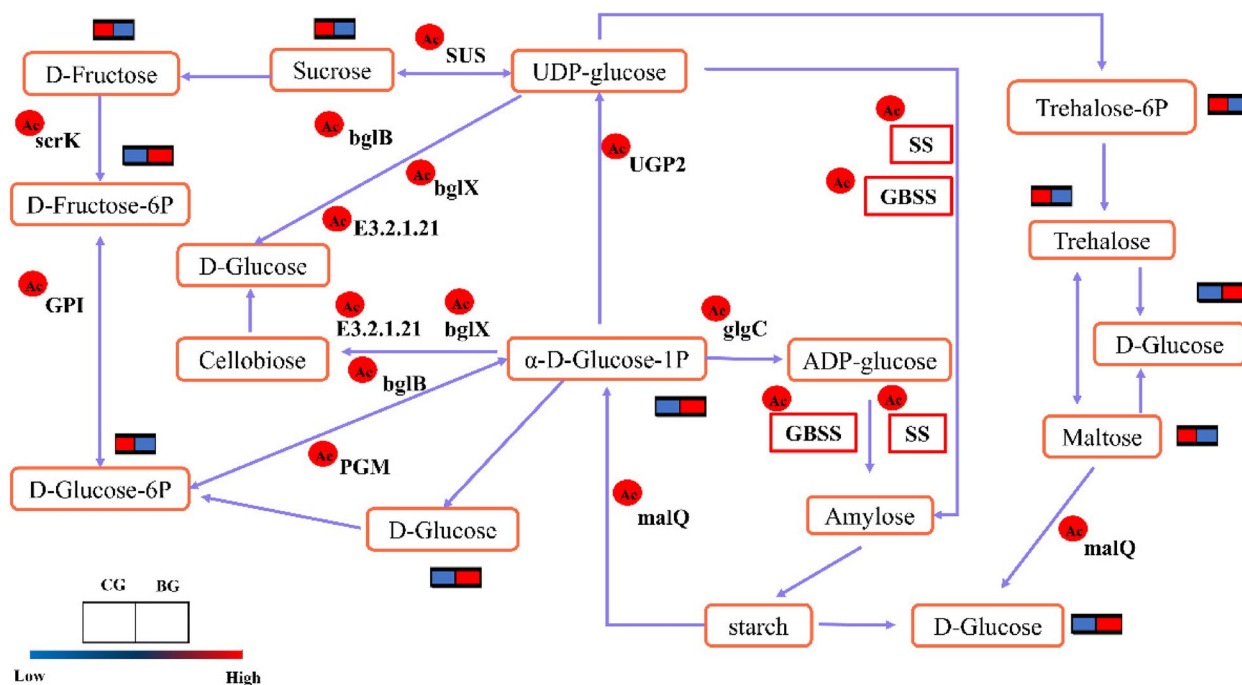 D-Fructose
Sucrose
Ac
SUS
UDP-glucose
Ac
scrK
Ac
bglB
Ac
bglX
Ac
E3.2.1.21
Ac
UGP2
Ac
SS
Ac
GBSS
Trehalose-6P
D-Fructose-6P
Trehalose
D-Glucose
Ac
GPI
Ac
E3.2.1.21
Ac
bglX
Ac
glgC
Cellobiose
α-D-Glucose-1P
ADP-glucose
D-Glucose
Ac
bglB
Ac
GBSS
Ac
SS
Maltose
Ac
PGM
D-Glucose-6P
Ac
malQ
D-Glucose
Amylose
Ac
malQ
CG BG
starch
D-Glucose
Low High